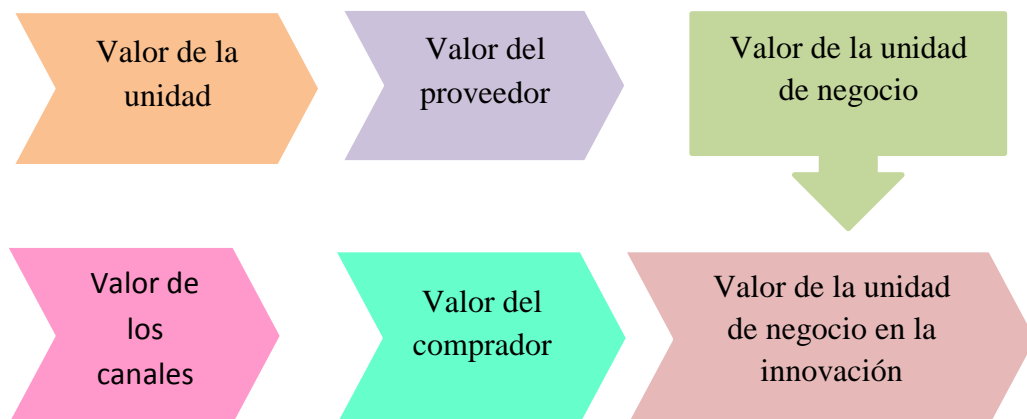 Valor de la
unidad
Valor del
proveedor
Valor de la unidad
de negocio
Valor de
los
canales
Valor del
comprador
Valor de la unidad
de negocio en la
innovación